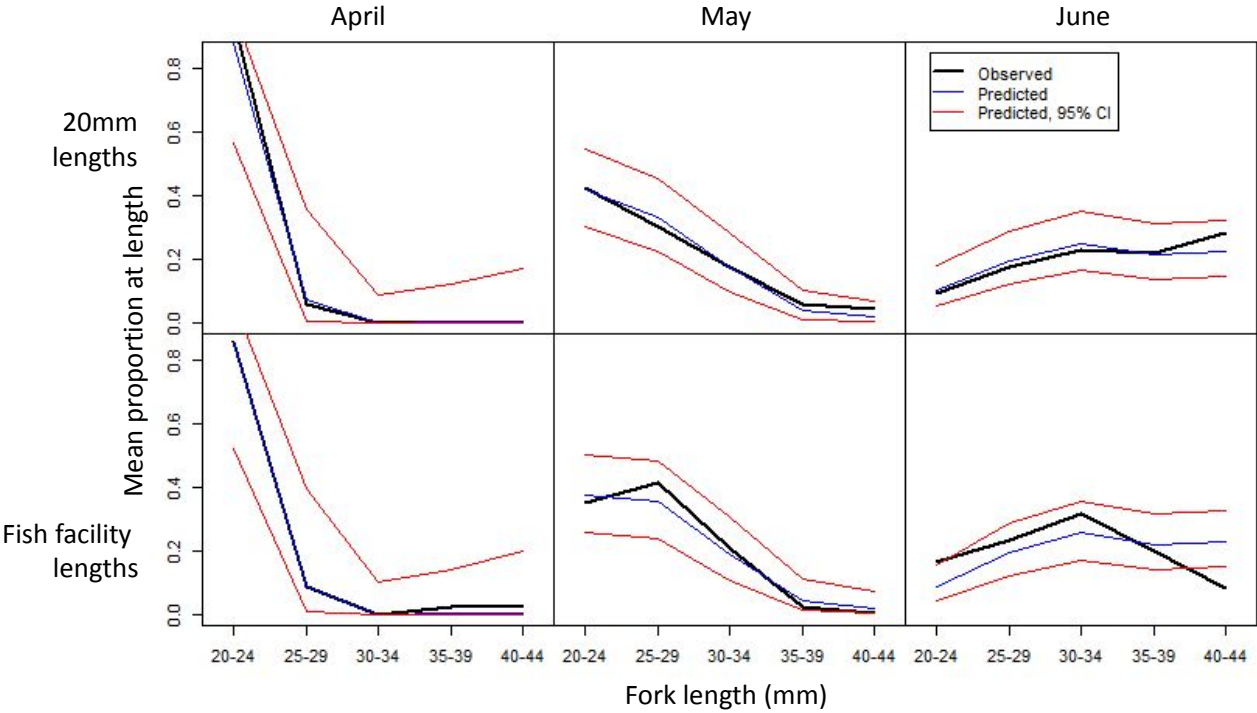 April May June
Observed
Predicted
Predicted, 95% CI
20mm
lengths
Mean proportion at length
0.8
0.6
0.4
0.2
0.0
0.8
0.6
0.4
0.2
0.0
Fish facility
lengths
20-24 25-29 30-34 35-39 40-44 20-24 25-29 30-34 35-39 40-44 20-24 25-29 30-34 35-39 40-44
Fork length (mm)